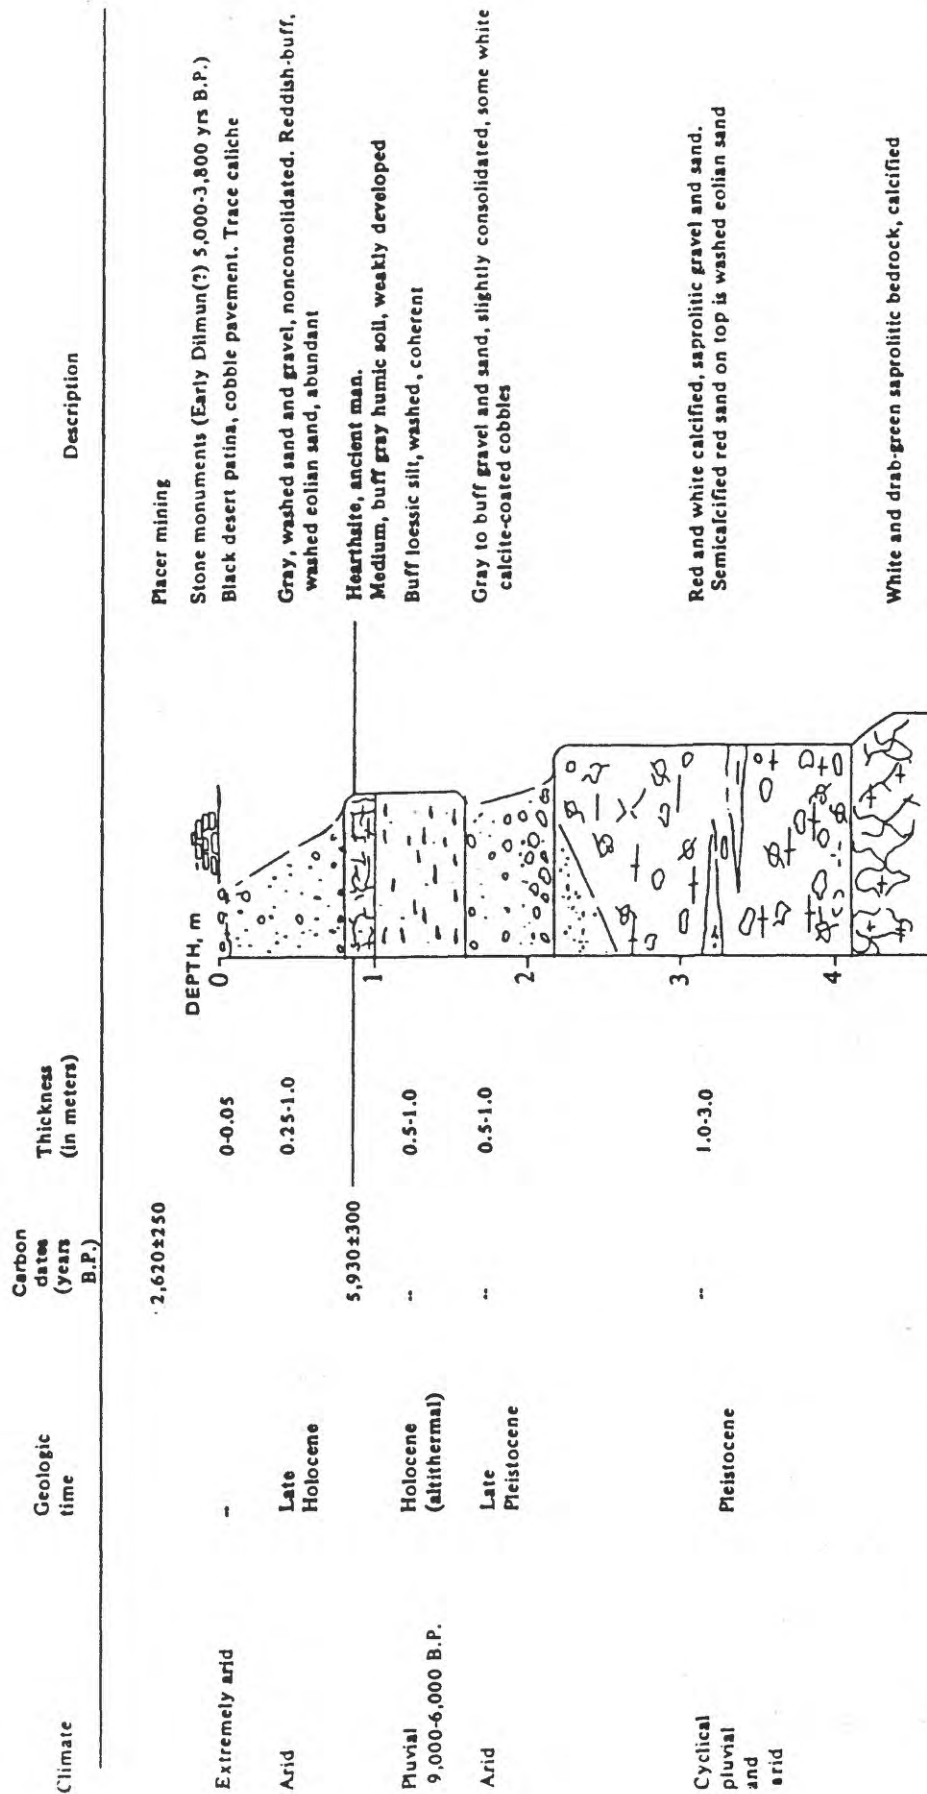 Climate
Geologic
time
Carbon
dates
(years
B.P.)
Thickness
(in meters)
Description
2,620±250
Placer mining
DEPTH, m
Extremely arid
--
0-0.05
0
Stone monuments (Early Dilmun(?) 5,000-3,800 yrs B.P.)
Black desert patina, cobble pavement. Trace caliche
Arid
Late
Holocene
0.25-1.0
Gray, washed sand and gravel, nonconsolidated. Reddish-buff,
washed eolian sand, abundant
5,930±300
Hearthsite, ancient man.
1
Medium, buff gray humic soil, weakly developed
Pluvial
9,000-6,000 B.P.
Holocene
(altithermal)
--
0.5-1.0
Buff loessic silt, washed, coherent
Arid
Late
Pleistocene
--
0.5-1.0
2
Gray to buff gravel and sand, slightly consolidated, some white
calcite-coated cobbles
Cyclical
pluvial
and
arid
Pleistocene
--
1.0-3.0
3
Red and white calcified, saprolitic gravel and sand.
Semicalcified red sand on top is washed eolian sand
4
White and drab-green saprolitic bedrock, calcified